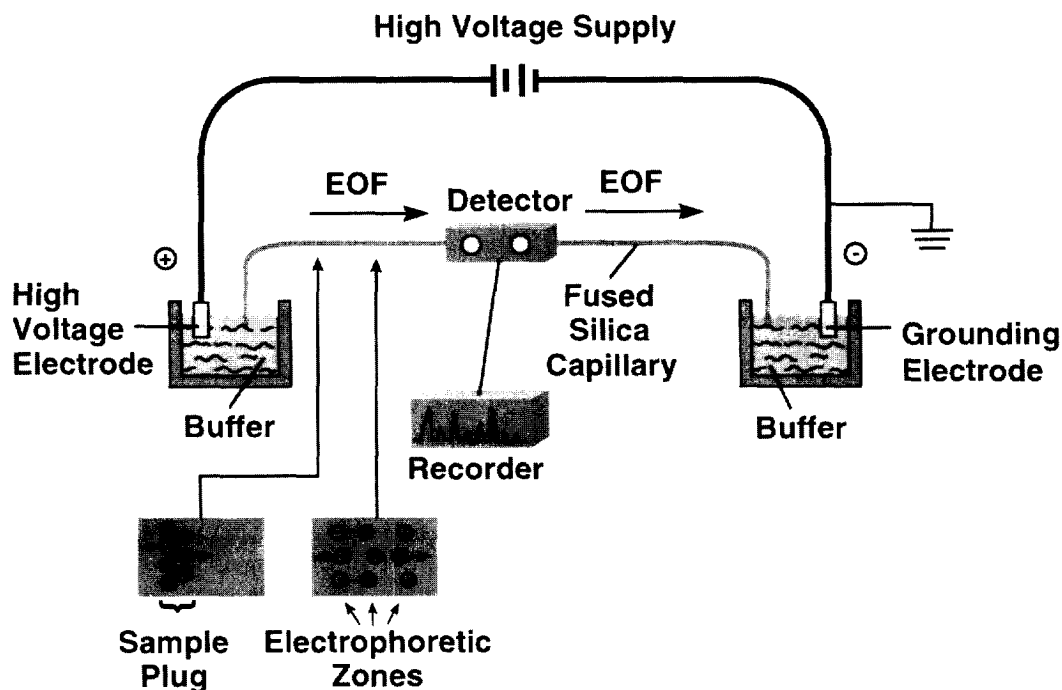 High Voltage Supply
EOF
Detector
EOF
+
-
High
Voltage
Electrode
Fused
Silica
Capillary
Grounding
Electrode
Buffer
Buffer
Recorder
Sample
Plug
Electrophoretic
Zones